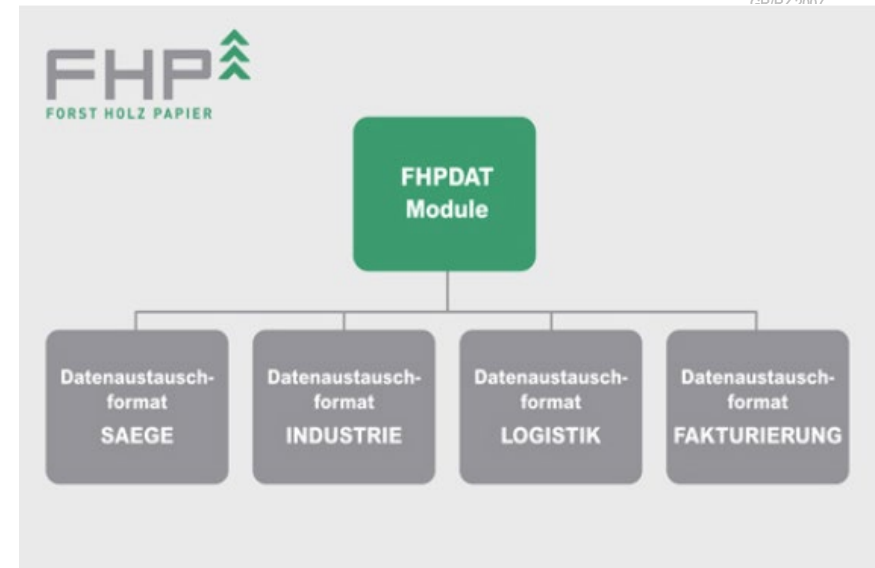 FHP
FORST HOLZ PAPIER
FHPDAT
Module
Datenaustausch-
format
SAEGE
Datenaustausch-
format
INDUSTRIE
Datenaustausch-
format
LOGISTIK
Datenaustausch-
format
FAKTURIERUNG